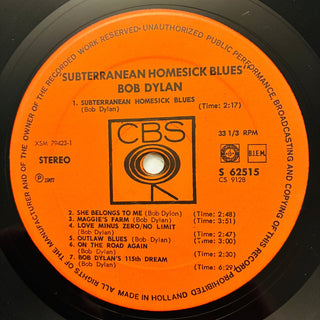 ALL RIGHTS OF THE MANUFACTURER AND OF THE OWNER OF THE RECORDED WORK RESERVED·UNAUTHORIZED PUBLIC PERFORMANCE, BROADCASTING AND COPYING OF THIS RECORD PROHIBITED
"SUBTERRANEAN HOMESICK BLUES"
BOB DYLAN
1. SUBTERRANEAN HOMESICK BLUES
(Bob Dylan) (Time: 2:17)
CBS
XSM 79423-1
STEREO
℗ 1967
33 1/3 RPM
B.I.E.M.
S 62515
CS 9128
2. SHE BELONGS TO ME (Bob Dylan) (Time: 2:48)
3. MAGGIE'S FARM (Bob Dylan) (Time: 3:51)
4. LOVE MINUS ZERO/NO LIMIT
(Bob Dylan) (Time: 2:47)
5. OUTLAW BLUES (Bob Dylan) (Time: 3:00)
6. ON THE ROAD AGAIN
(Bob Dylan) (Time: 2:30)
7. BOB DYLAN'S 115th DREAM
(Bob Dylan) (Time: 6:29)
MADE IN HOLLAND